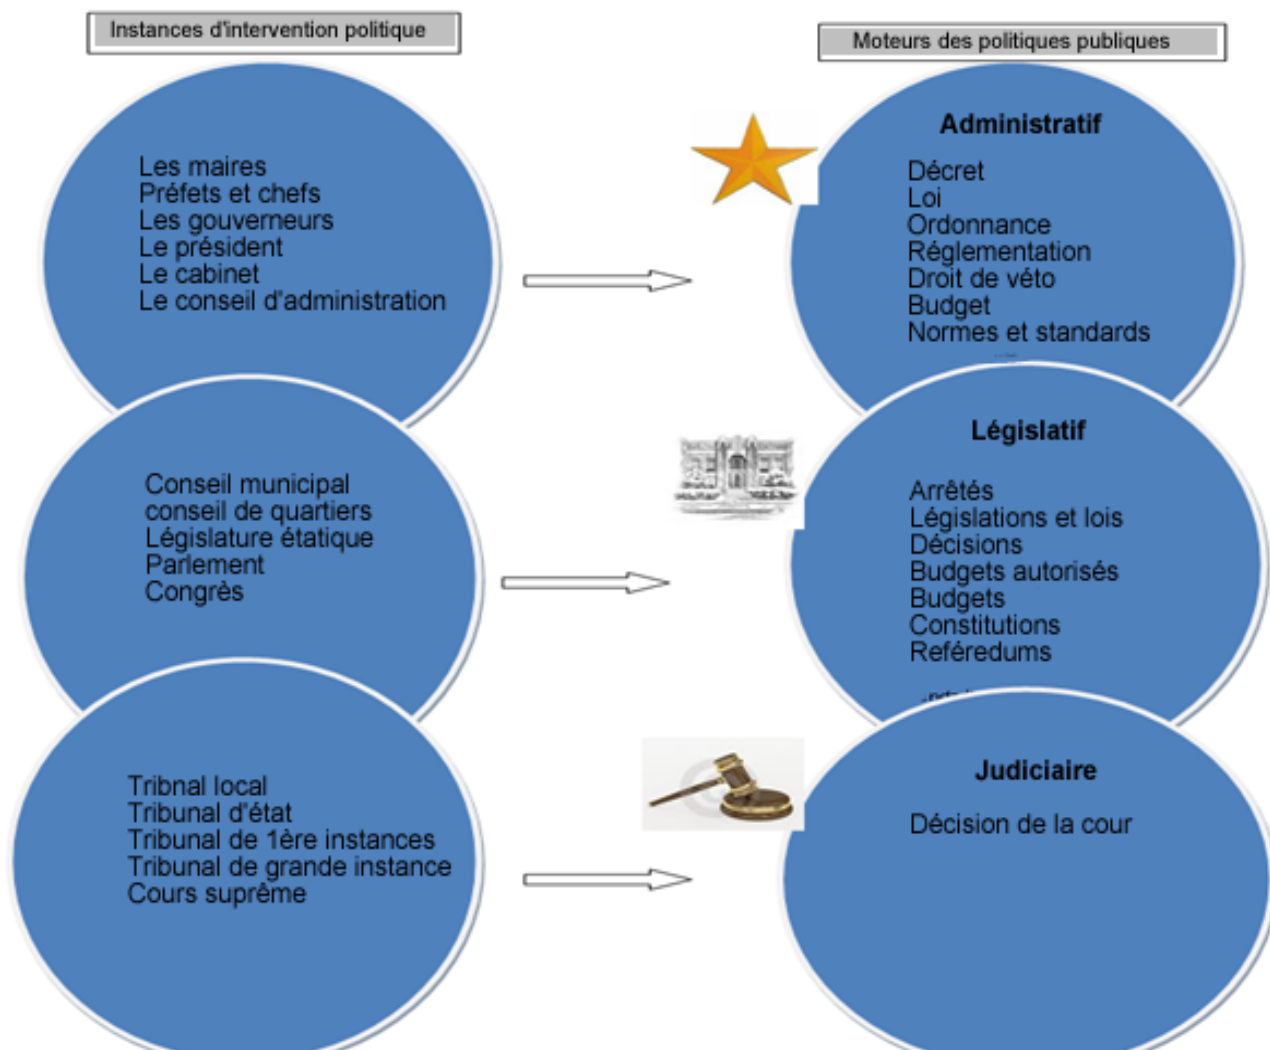 Instances d'intervention politique
Moteurs des politiques publiques
Les maires
Préfets et chefs
Les gouverneurs
Le président
Le cabinet
Le conseil d'administration
Administratif
Décret
Loi
Ordonnance
Réglementation
Droit de véto
Budget
Normes et standards
Conseil municipal
conseil de quartiers
Législature étatique
Parlement
Congrès
Législatif
Arrêtés
Législations et lois
Décisions
Budgets autorisés
Budgets
Constitutions
Reféredums
Tribnal local
Tribunal d'état
Tribunal de 1ère instances
Tribunal de grande instance
Cours suprême
Judiciaire
Décision de la cour